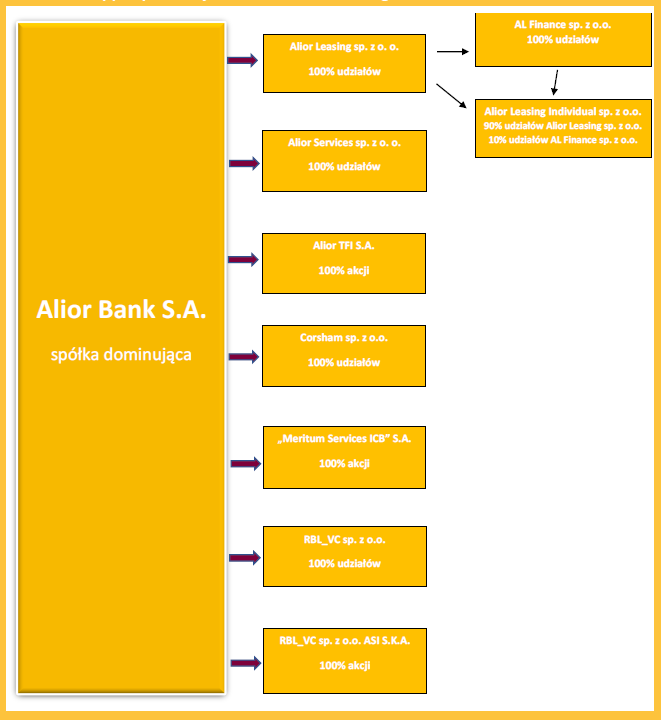 Alior Bank S.A.
spółka dominująca
Alior Leasing sp. z o. o.
100% udziałów
AL Finance sp. z o.o.
100% udziałów
Alior Leasing Individual sp. z o.o.
90% udziałów Alior Leasing sp. z o.o.
10% udziałów AL Finance sp. z o.o.
Alior Services sp. z o. o.
100% udziałów
Alior TFI S.A.
100% akcji
Corsham sp. z o.o.
100% udziałów
„Meritum Services ICB” S.A.
100% akcji
RBL_VC sp. z o.o.
100% udziałów
RBL_VC sp. z o.o. ASI S.K.A.
100% akcji